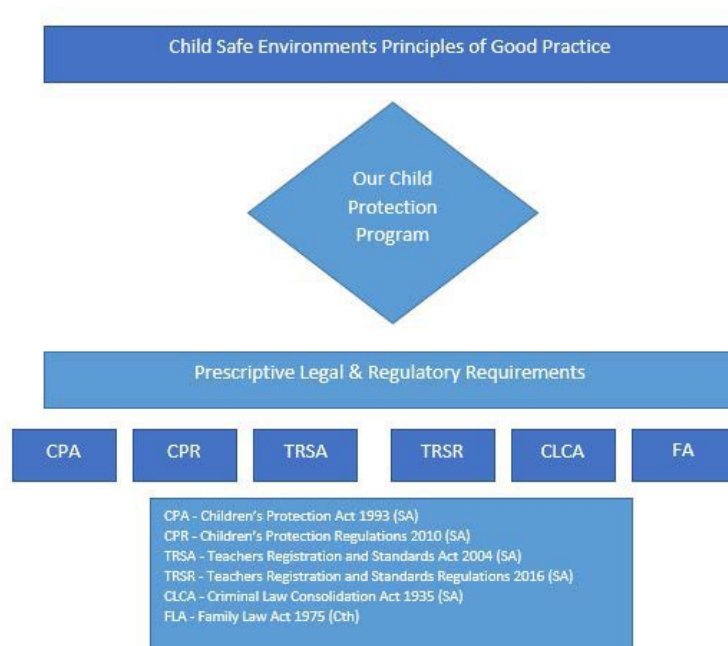 Child Safe Environments Principles of Good Practice
Our Child
Protection
Program
Prescriptive Legal & Regulatory Requirements
CPA CPR TRSA TRSR CLCA FA
CPA - Children's Protection Act 1993 (SA)
CPR - Children's Protection Regulations 2010 (SA)
TRSA - Teachers Registration and Standards Act 2004 (SA)
TRSR - Teachers Registration and Standards Regulations 2016 (SA)
CLCA - Criminal Law Consolidation Act 1935 (SA)
FLA - Family Law Act 1975 (Cth)